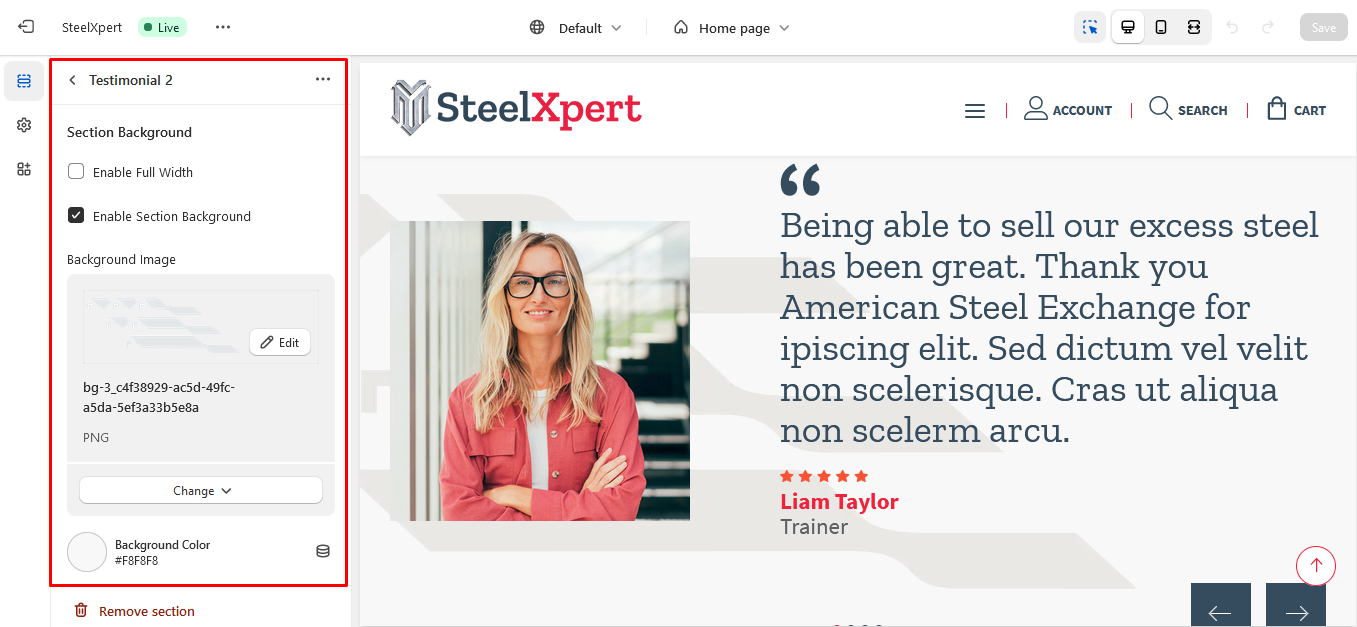 SteelXpert
Live
Default
Home page
Save
Testimonial 2
Section Background
Enable Full Width
Enable Section Background
Background Image
Edit
bg-3_c4f38929-ac5d-49fc-
a5da-5ef3a33b5e8a
PNG
Change
Background Color
#F8F8F8
Remove section
SteelXpert
ACCOUNT
SEARCH
CART
“
Being able to sell our excess steel
has been great. Thank you
American Steel Exchange for
ipiscing elit. Sed dictum vel velit
non scelerisque. Cras ut aliqua
non scelerm arcu.
Liam Taylor
Trainer